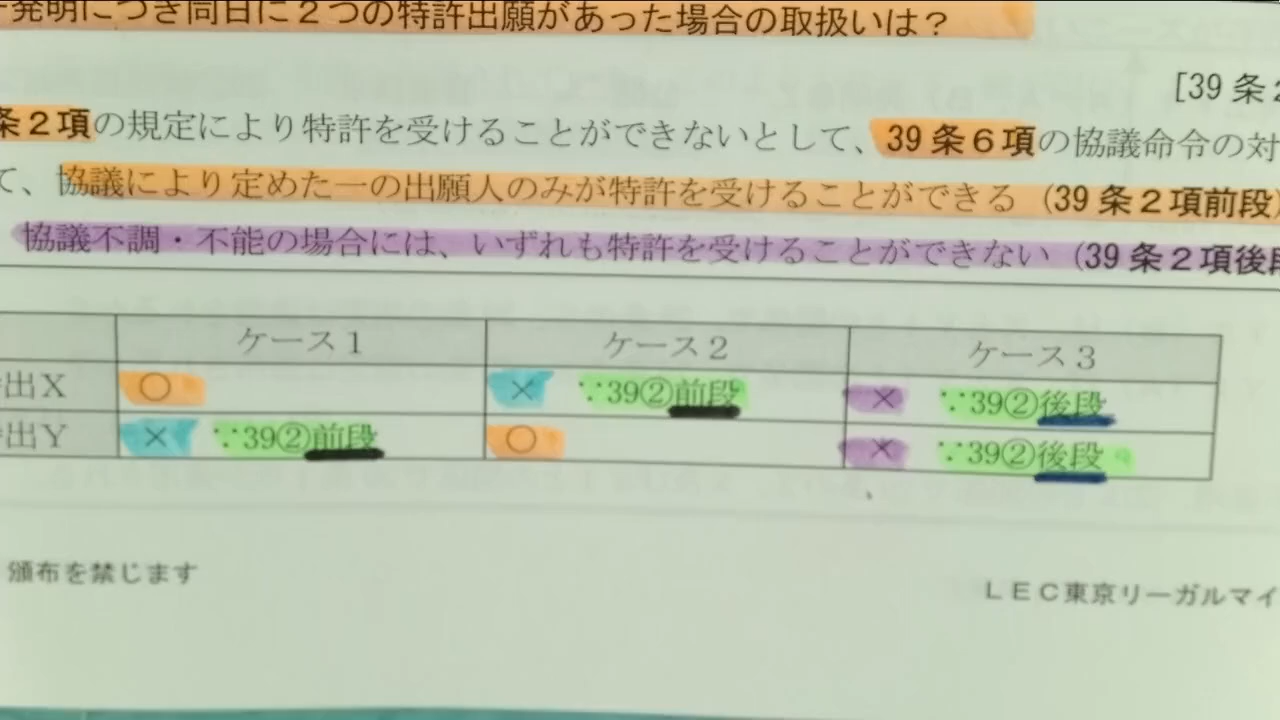 発明につき同日に２つの特許出願があった場合の取扱いは？
[39 条2
条２項の規定により特許を受けることができないとして、39 条６項の協議命令の対
て、協議により定めた一の出願人のみが特許を受けることができる（39 条２項前段）
協議不調・不能の場合には、いずれも特許を受けることができない（39 条２項後段
ケース１ ケース２ ケース３
出Ｘ ○ × ∵39②前段 × ∵39②後段
出Ｙ × ∵39②前段 ○ × ∵39②後段
頒布を禁じます
ＬＥＣ東京リーガルマイ